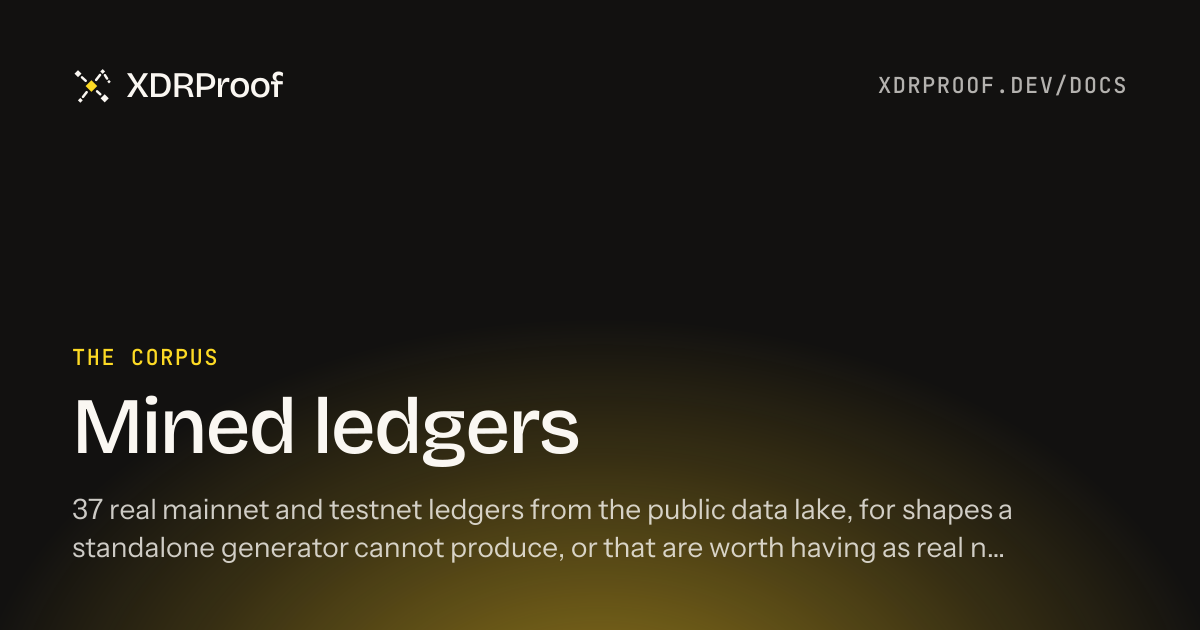 XDRProof
XDRPROOF.DEV/DOCS
THE CORPUS
Mined ledgers
37 real mainnet and testnet ledgers from the public data lake, for shapes a
standalone generator cannot produce, or that are worth having as real n...